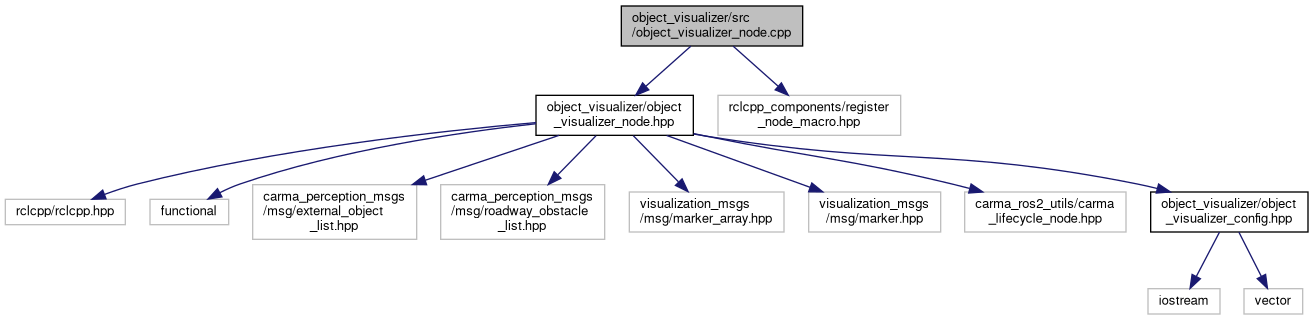 object_visualizer/src
/object_visualizer_node.cpp
object_visualizer/object
_visualizer_node.hpp
rclcpp_components/register
_node_macro.hpp
rclcpp/rclcpp.hpp
functional
carma_perception_msgs
/msg/external_object
_list.hpp
carma_perception_msgs
/msg/roadway_obstacle
_list.hpp
visualization_msgs
/msg/marker_array.hpp
visualization_msgs
/msg/marker.hpp
carma_ros2_utils/carma
_lifecycle_node.hpp
object_visualizer/object
_visualizer_config.hpp
iostream
vector